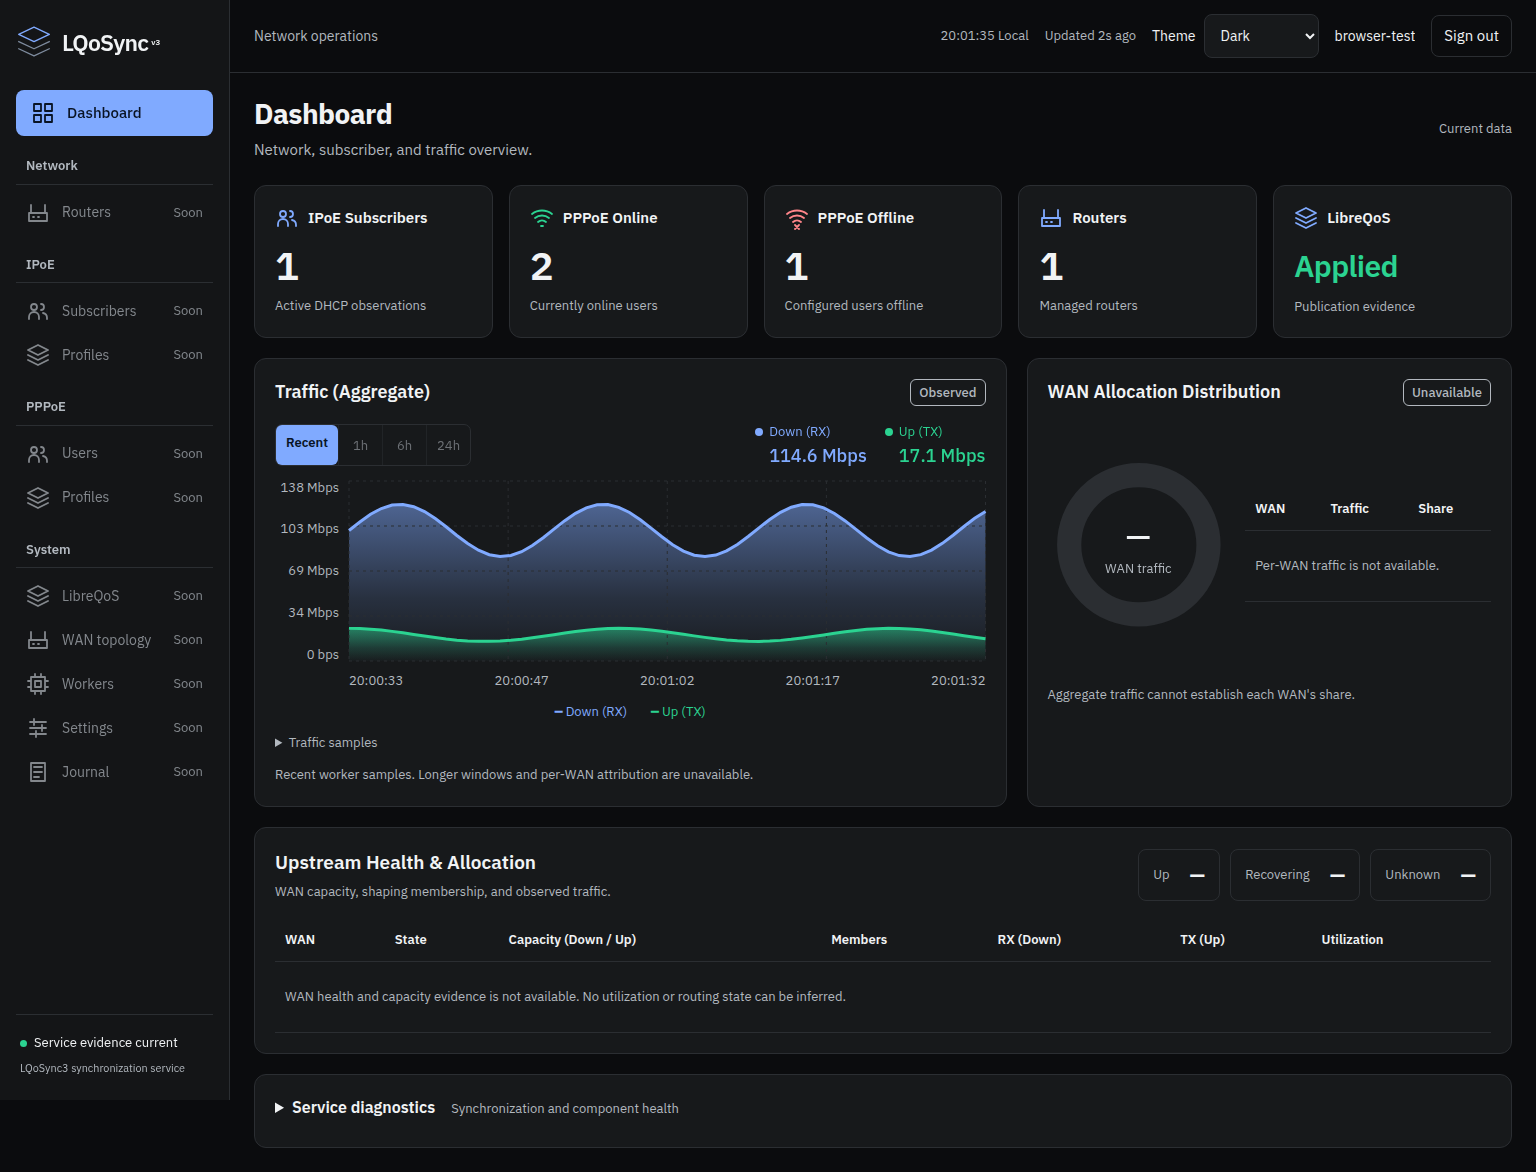 LQoSync v3
Dashboard
Network
Routers Soon
IPoE
Subscribers Soon
Profiles Soon
PPPoE
Users Soon
Profiles Soon
System
LibreQoS Soon
WAN topology Soon
Workers Soon
Settings Soon
Journal Soon
Service evidence current
LQoSync3 synchronization service
Network operations
20:01:35 Local Updated 2s ago Theme Dark browser-test Sign out
Dashboard
Network, subscriber, and traffic overview.
Current data
IPoE Subscribers
1
Active DHCP observations
PPPoE Online
2
Currently online users
PPPoE Offline
1
Configured users offline
Routers
1
Managed routers
LibreQoS
Applied
Publication evidence
Traffic (Aggregate) Observed
Recent 1h 6h 24h
Down (RX) Up (TX)
114.6 Mbps 17.1 Mbps
138 Mbps
103 Mbps
69 Mbps
34 Mbps
0 bps
20:00:33 20:00:47 20:01:02 20:01:17 20:01:32
Down (RX) Up (TX)
Traffic samples
Recent worker samples. Longer windows and per-WAN attribution are unavailable.
WAN Allocation Distribution Unavailable
—
WAN traffic
WAN Traffic Share
Per-WAN traffic is not available.
Aggregate traffic cannot establish each WAN's share.
Upstream Health & Allocation
WAN capacity, shaping membership, and observed traffic.
Up — Recovering — Unknown —
WAN State Capacity (Down / Up) Members RX (Down) TX (Up) Utilization
WAN health and capacity evidence is not available. No utilization or routing state can be inferred.
Service diagnostics Synchronization and component health